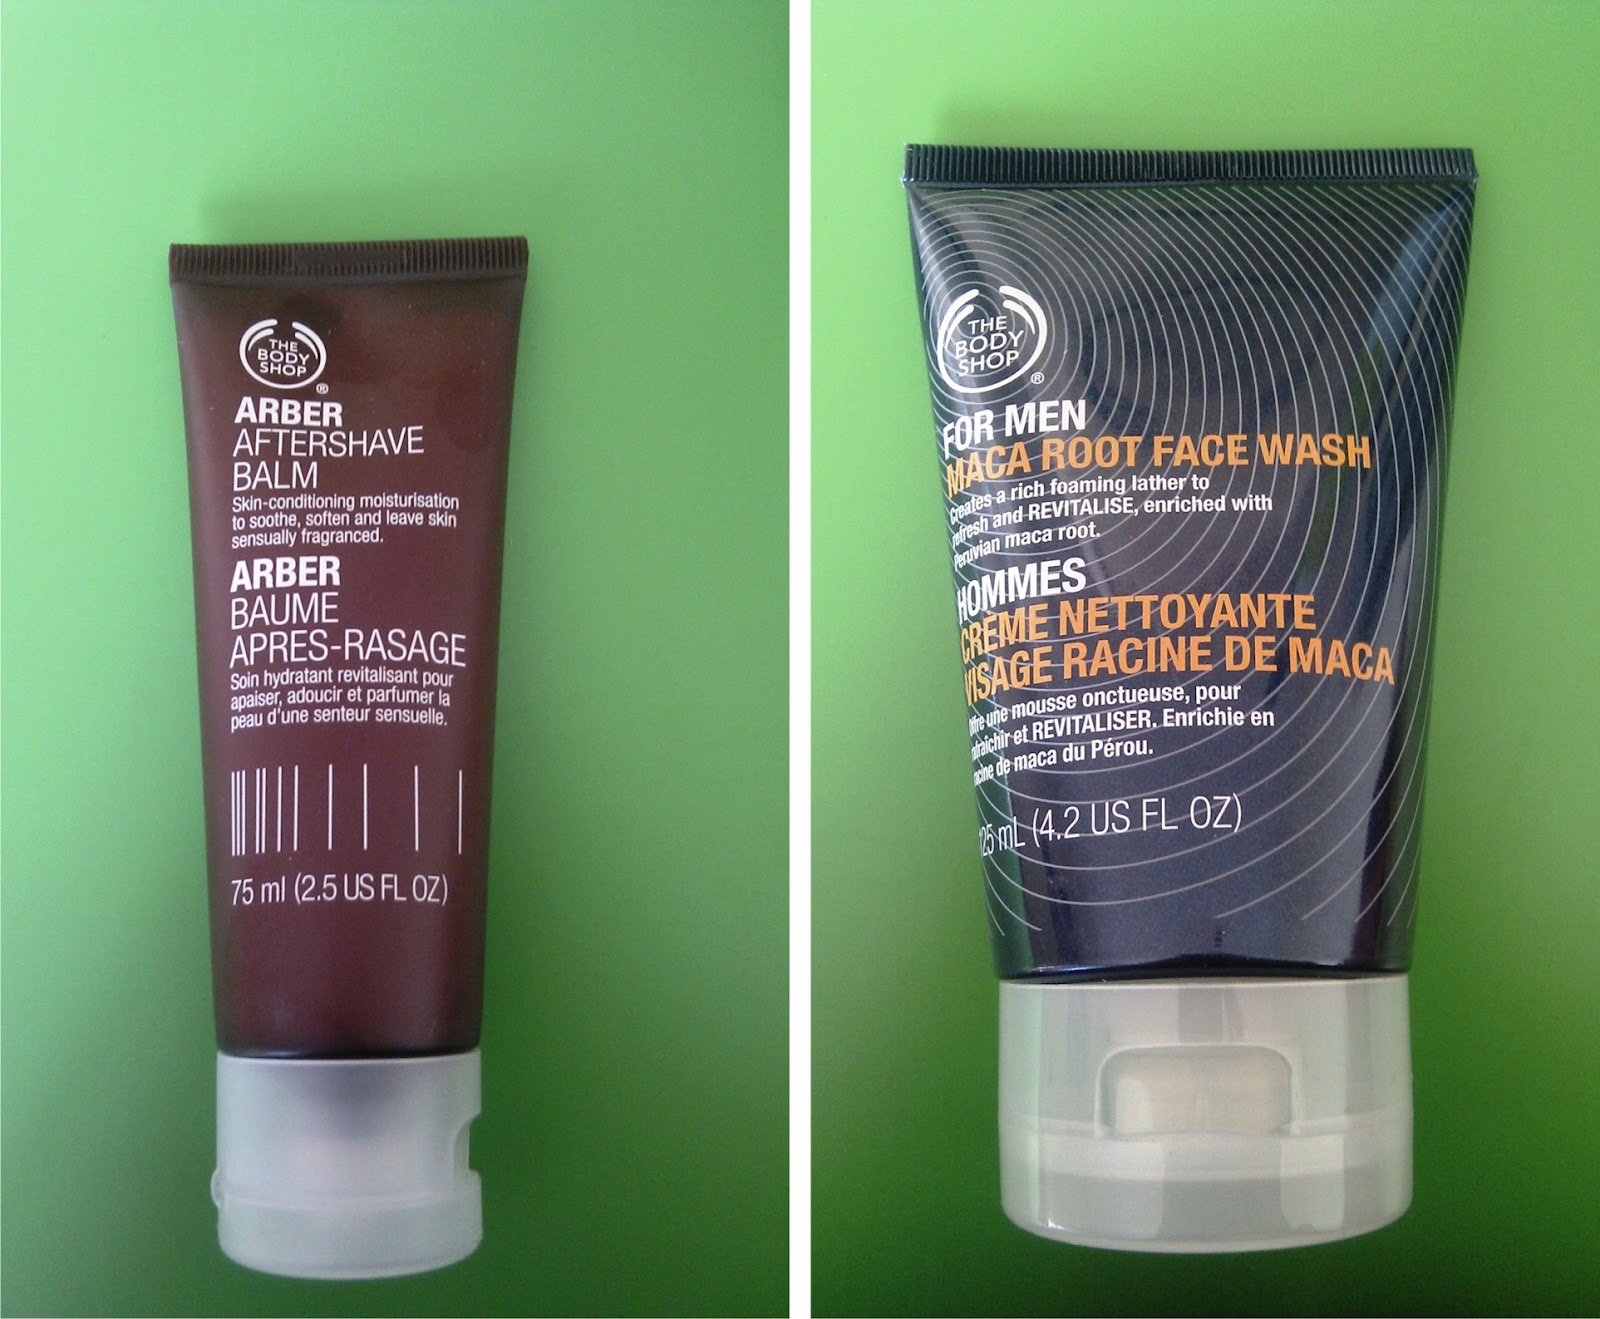 THE
BODY
SHOP
®
ARBER
AFTERSHAVE
BALM
Skin-conditioning moisturisation
to soothe, soften and leave skin
sensually fragranced.
ARBER
BAUME
APRES-RASAGE
Soin hydratant revitalisant pour
apaiser, adoucir et parfumer la
peau d'une senteur sensuelle.
75 ml (2.5 US FL OZ)
THE
BODY
SHOP
®
FOR MEN
MACA ROOT FACE WASH
Creates a rich foaming lather to
refresh and REVITALISE, enriched with
Peruvian maca root.
HOMMES
CRÈME NETTOYANTE
VISAGE RACINE DE MACA
Offre une mousse onctueuse, pour
rafraichir et REVITALISER. Enrichie en
racine de maca du Pérou.
125 mL (4.2 US FL OZ)